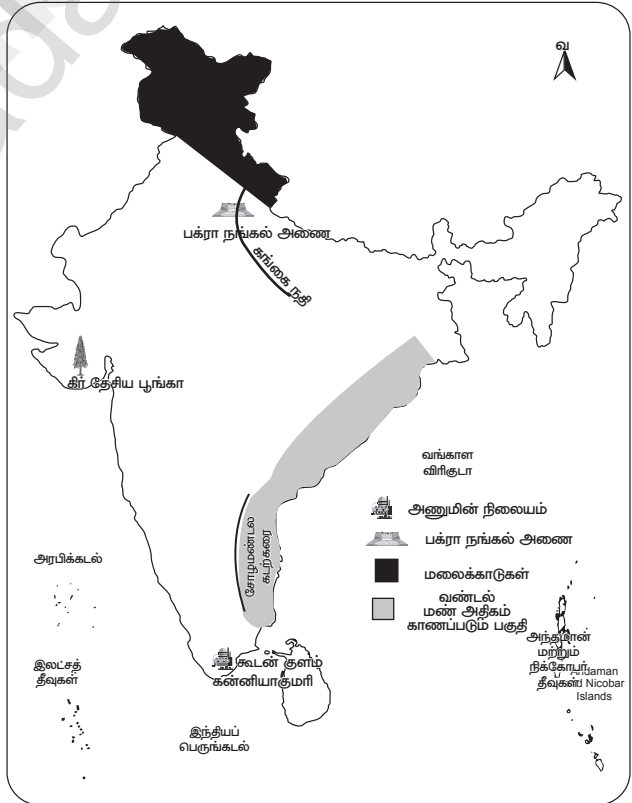 வ
பக்ரா நங்கல் அணை
கங்கை நதி
கிர் தேசிய பூங்கா
வங்காள
விரிகுடா
அணுமின் நிலையம்
பக்ரா நங்கல் அணை
மலைக்காடுகள்
வண்டல்
மண் அதிகம்
காணப்படும் பகுதி
சோழமண்டல
கடற்கரை
அரபிக்கடல்
இலட்சத்
தீவுகள்
கூடன் குளம்
கன்னியாகுமரி
இந்தியப்
பெருங்கடல்
அந்தமான்
மற்றும்
நிக்கோபர்
தீவுகள்
Andaman
Nicobar
Islands